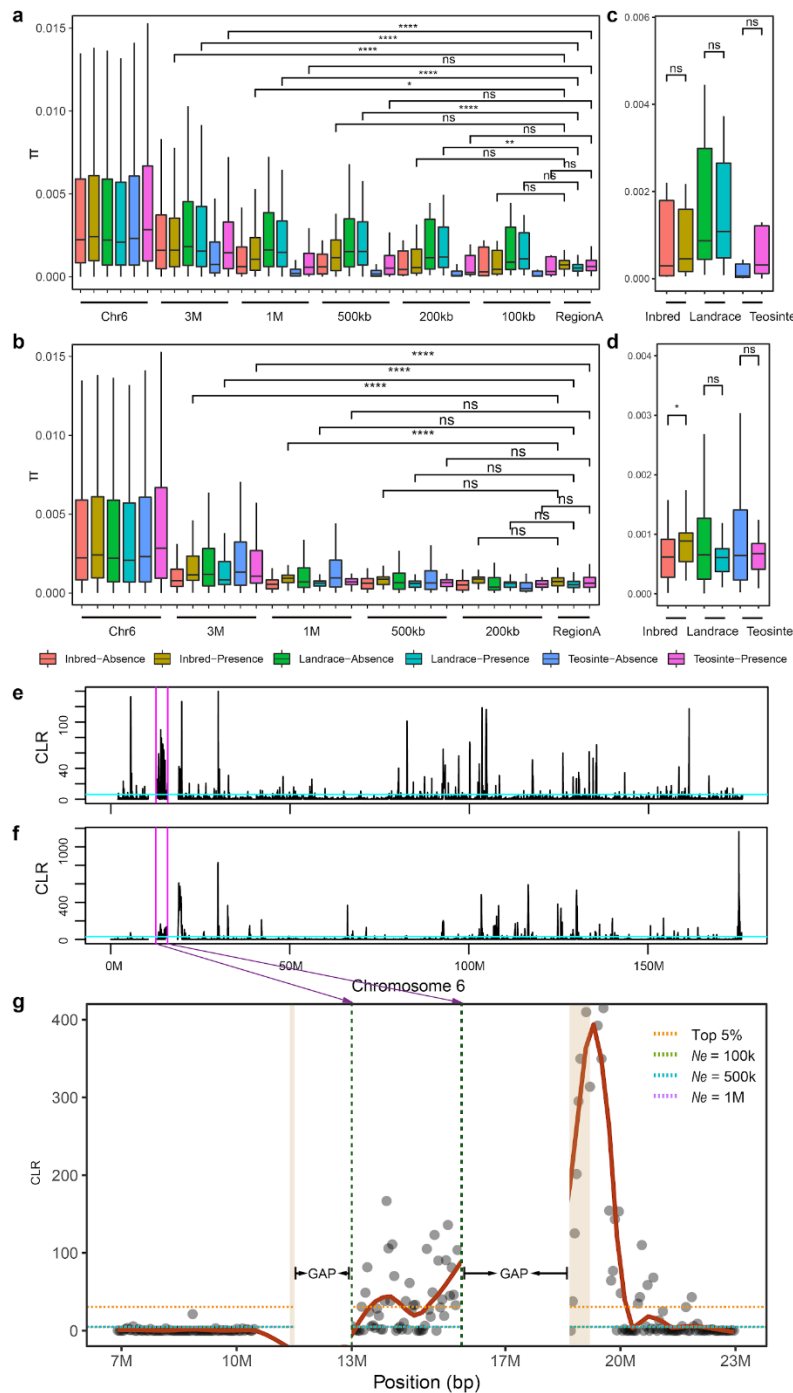 a
c
0.015
0.010
0.005
0.000
π
****
****
****
ns
****
*
ns
****
ns
ns
**
ns
ns
ns
ns
Chr6 3M 1M 500kb 200kb 100kb RegionA
0.006
0.004
0.002
0.000
ns
ns
ns
Inbred Landrace Teosinte
b
d
0.015
0.010
0.005
0.000
π
****
****
****
ns
ns
****
ns
ns
ns
ns
ns
ns
Chr6 3M 1M 500kb 200kb RegionA
0.004
0.003
0.002
0.001
0.000
*
ns
ns
Inbred Landrace Teosinte
Inbred−Absence Inbred−Presence Landrace−Absence Landrace−Presence Teosinte−Absence Teosinte−Presence
e
CLR
0 40 100
f
CLR
0 400 1000
0M 50M 100M 150M
Chromosome 6
g
400
300
200
100
0
CLR
Top 5%
Ne = 100k
Ne = 500k
Ne = 1M
GAP
GAP
7M 10M 13M 17M 20M 23M
Position (bp)